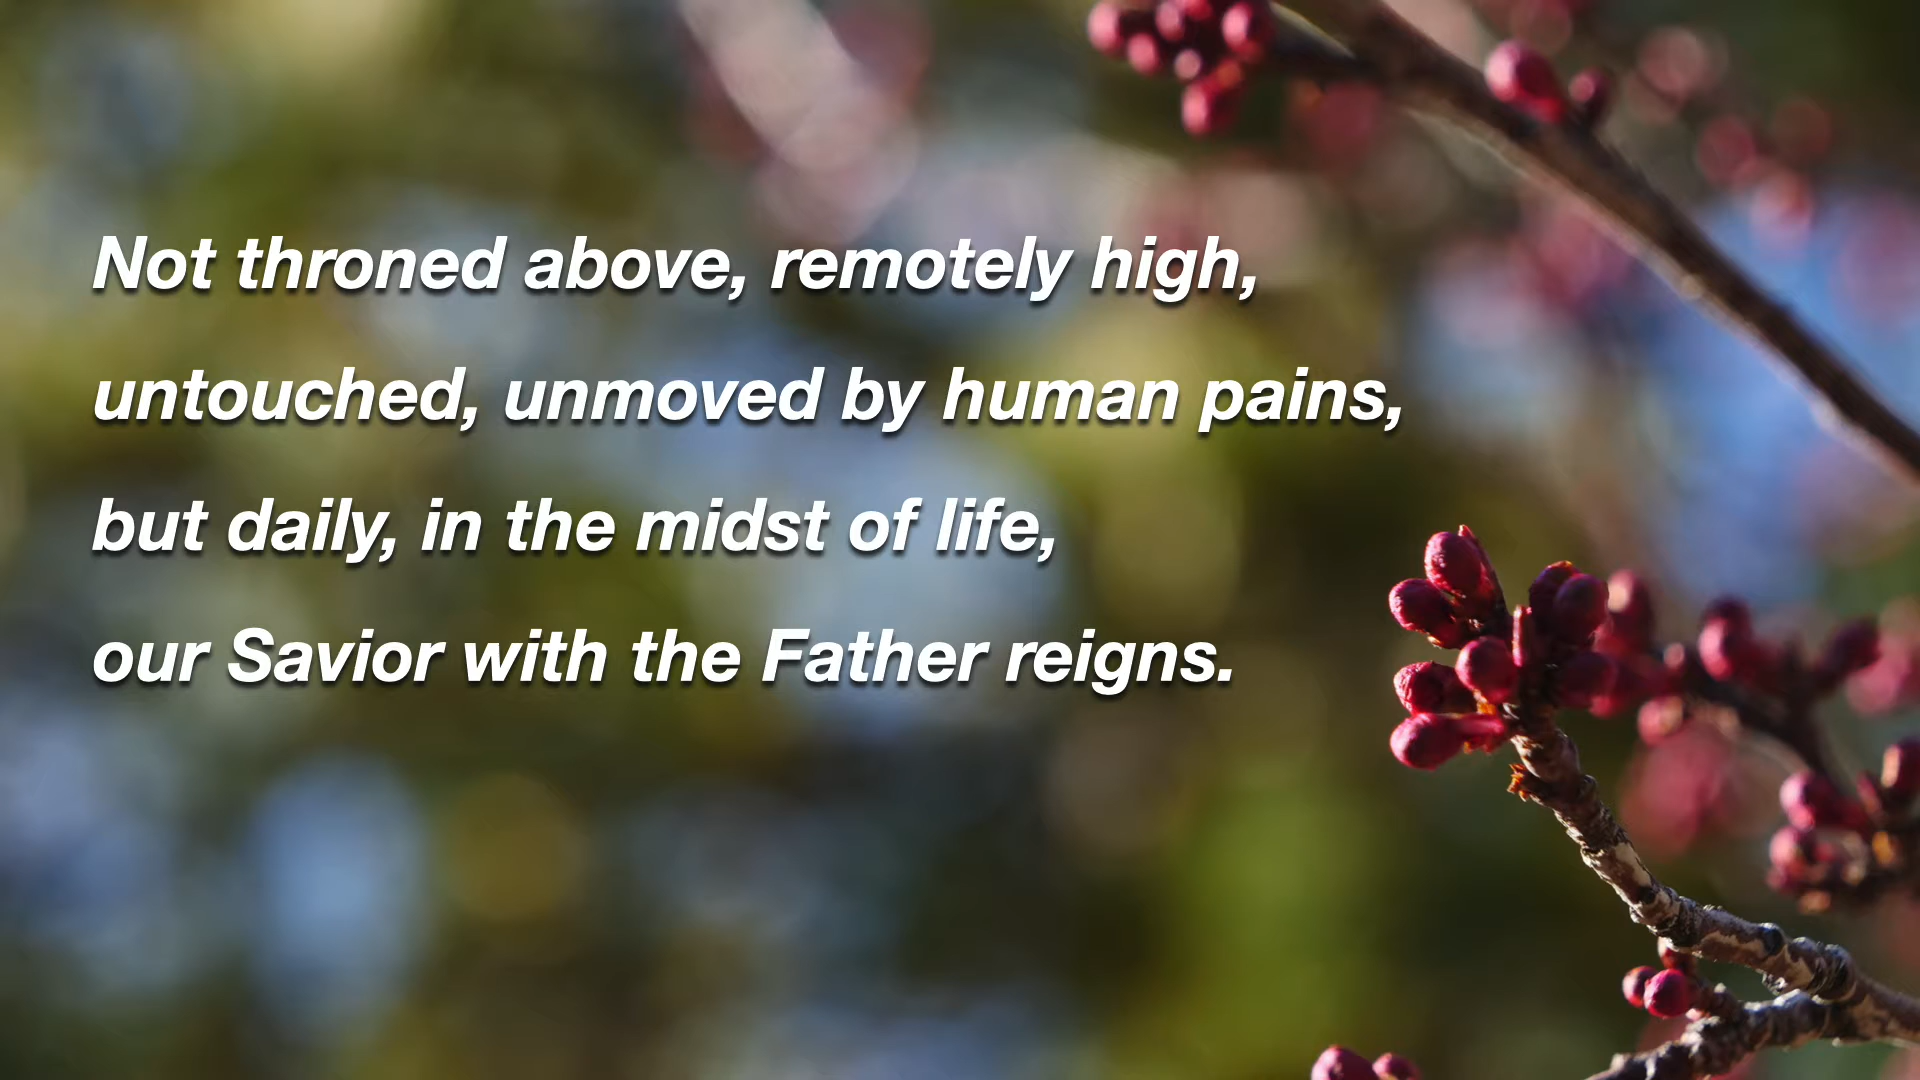 Not throned above, remotely high,
untouched, unmoved by human pains,
but daily, in the midst of life,
our Savior with the Father reigns.